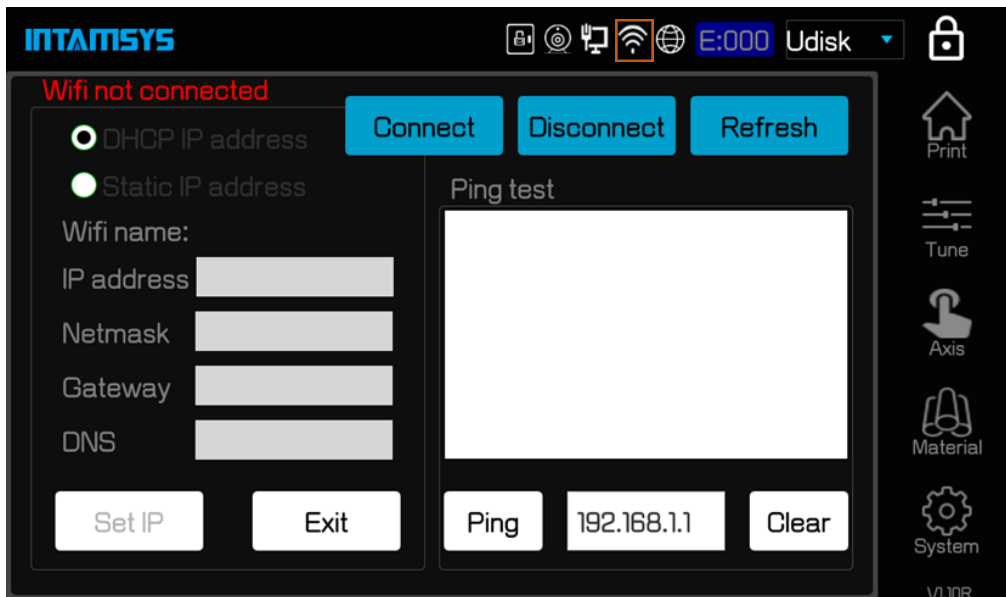 INTAMSYS
E:000 Udisk
Wifi not connected
Connect Disconnect Refresh
DHCP IP address
Static IP address
Ping test
Wifi name:
IP address
Netmask
Gateway
DNS
Set IP Exit Ping 192.168.1.1 Clear
Print
Tune
Axis
Material
System